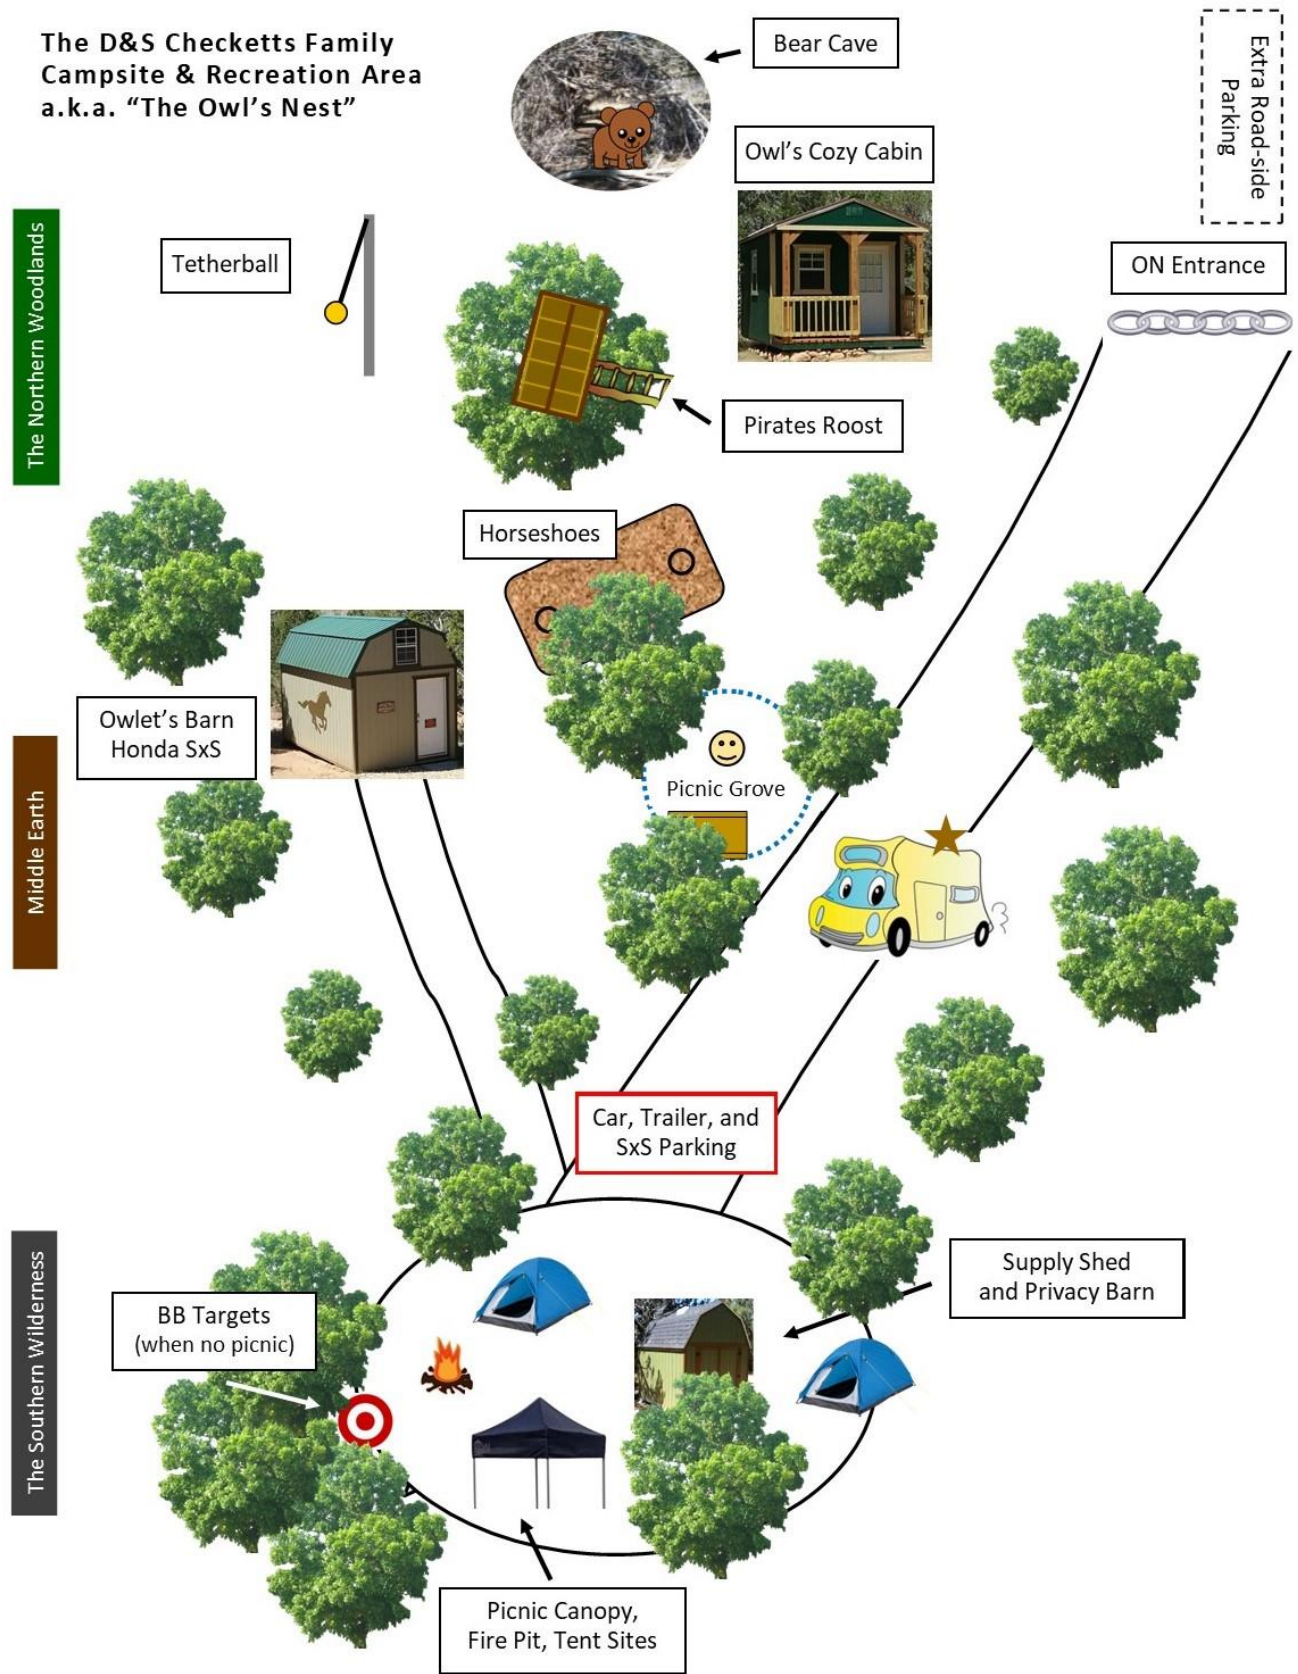 The D&S Checketts Family
Campsite & Recreation Area
a.k.a. “The Owl’s Nest”
Bear Cave
Extra Road-side
Parking
Owl’s Cozy Cabin
The Northern Woodlands
Tetherball
ON Entrance
Pirates Roost
Horseshoes
Owlet’s Barn
Honda SxS
Middle Earth
Picnic Grove
Car, Trailer, and
SxS Parking
The Southern Wilderness
Supply Shed
and Privacy Barn
BB Targets
(when no picnic)
Picnic Canopy,
Fire Pit, Tent Sites